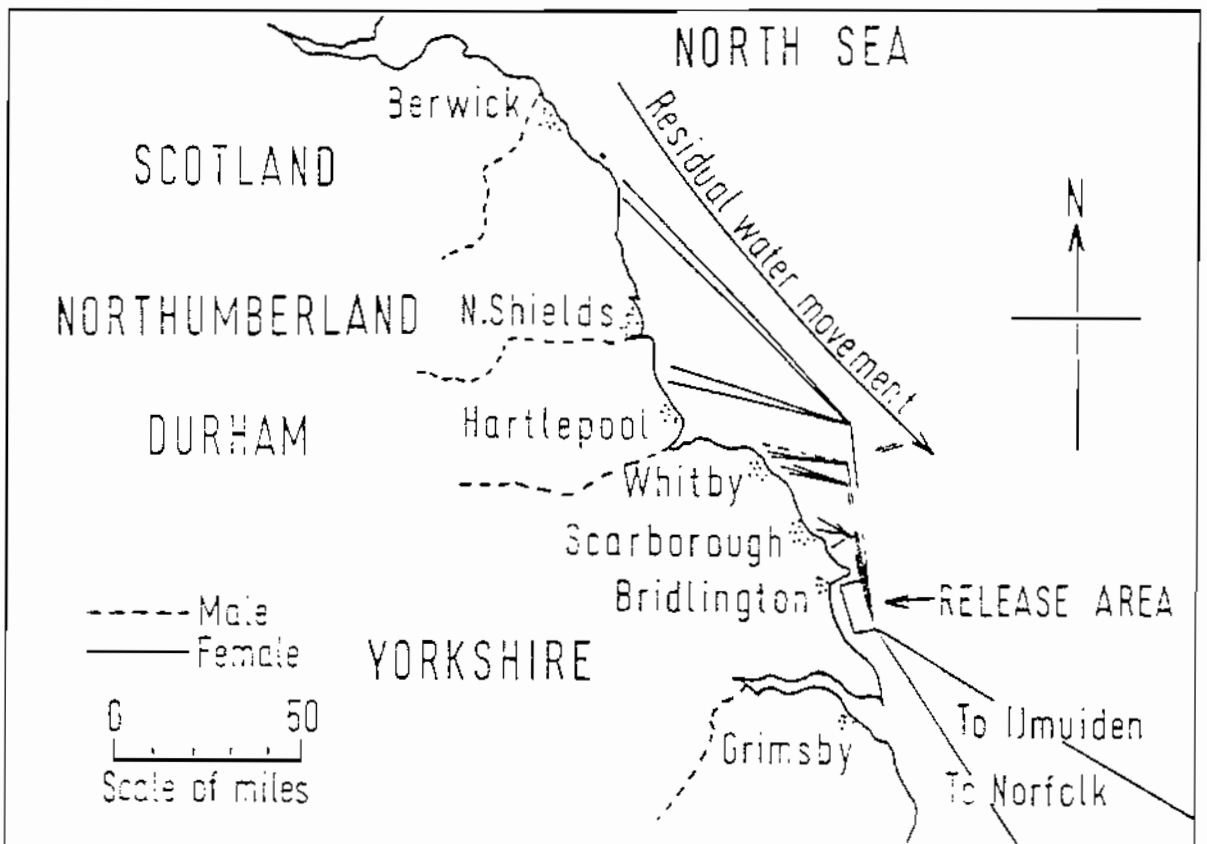 NORTH SEA
Berwick
Residual water movement
SCOTLAND
N
NORTHUMBERLAND
N.Shields
DURHAM
Hartlepool
Whitby
Scarborough
Bridlington
RELEASE AREA
Male
Female
YORKSHIRE
0 50
Scale of miles
Grimsby
To IJmuiden
To Norfolk